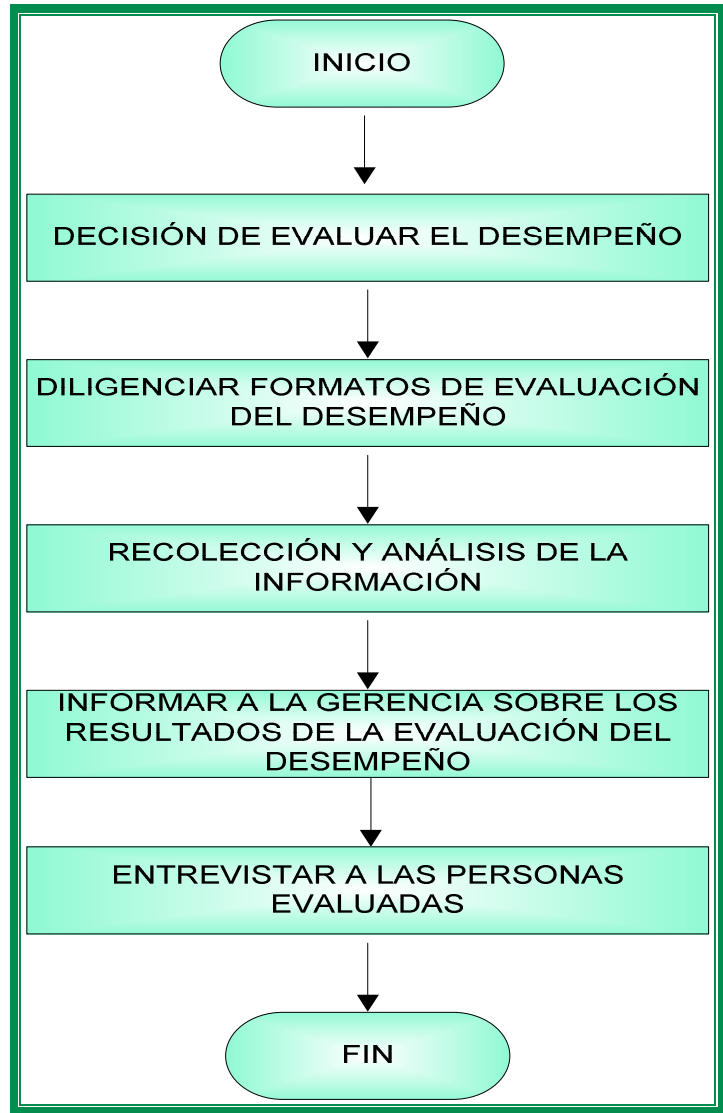 INICIO
DECISIÓN DE EVALUAR EL DESEMPEÑO
DILIGENCIAR FORMATOS DE EVALUACIÓN
DEL DESEMPEÑO
RECOLECCIÓN Y ANÁLISIS DE LA
INFORMACIÓN
INFORMAR A LA GERENCIA SOBRE LOS
RESULTADOS DE LA EVALUACIÓN DEL
DESEMPEÑO
ENTREVISTAR A LAS PERSONAS
EVALUADAS
FIN